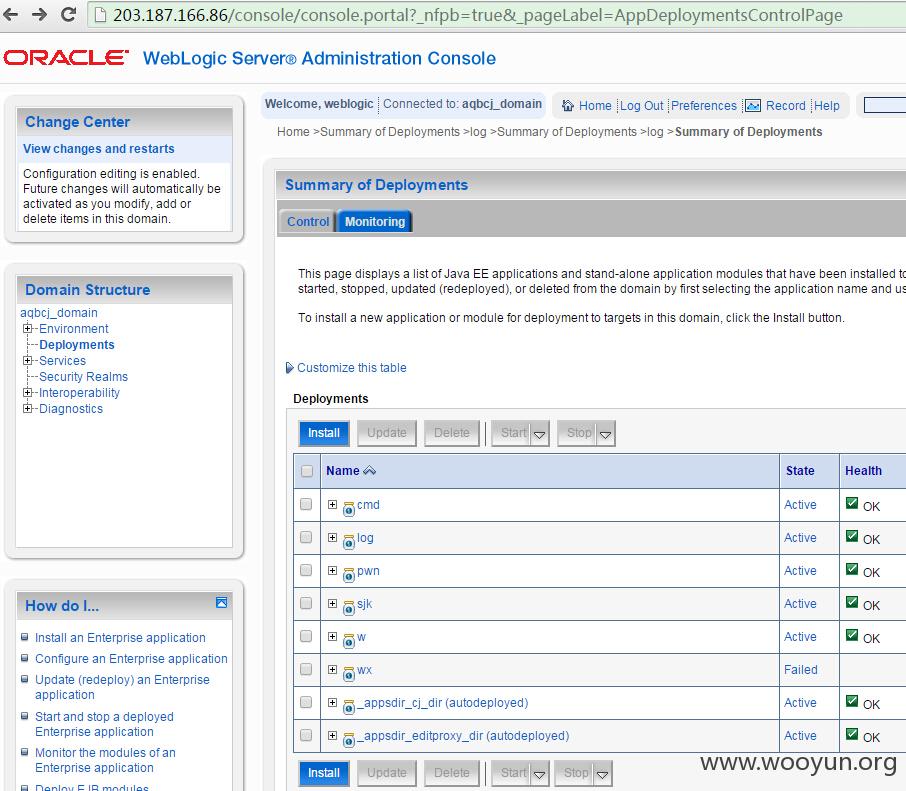 203.187.166.86/console/console.portal?_nfpb=true&_pageLabel=AppDeploymentsControlPage
ORACLE® WebLogic Server® Administration Console
Change Center
View changes and restarts
Configuration editing is enabled.
Future changes will automatically be
activated as you modify, add or
delete items in this domain.
Domain Structure
aqbcj_domain
Environment
Deployments
Services
Security Realms
Interoperability
Diagnostics
How do I...
Install an Enterprise application
Configure an Enterprise application
Update (redeploy) an Enterprise
application
Start and stop a deployed
Enterprise application
Monitor the modules of an
Enterprise application
Deploy EJB modules
Welcome, weblogic Connected to: aqbcj_domain
Home Log Out Preferences Record Help
Home >Summary of Deployments >log >Summary of Deployments >log >Summary of Deployments
Summary of Deployments
Control Monitoring
This page displays a list of Java EE applications and stand-alone application modules that have been installed to
started, stopped, updated (redeployed), or deleted from the domain by first selecting the application name and us
To install a new application or module for deployment to targets in this domain, click the Install button.
Customize this table
Deployments
Install Update Delete Start Stop
Name State Health
cmd Active OK
log Active OK
pwn Active OK
sjk Active OK
w Active OK
wx Failed
_appsdir_cj_dir (autodeployed) Active OK
_appsdir_editproxy_dir (autodeployed) Active OK
Install Update Delete Start Stop
www.wooyun.org